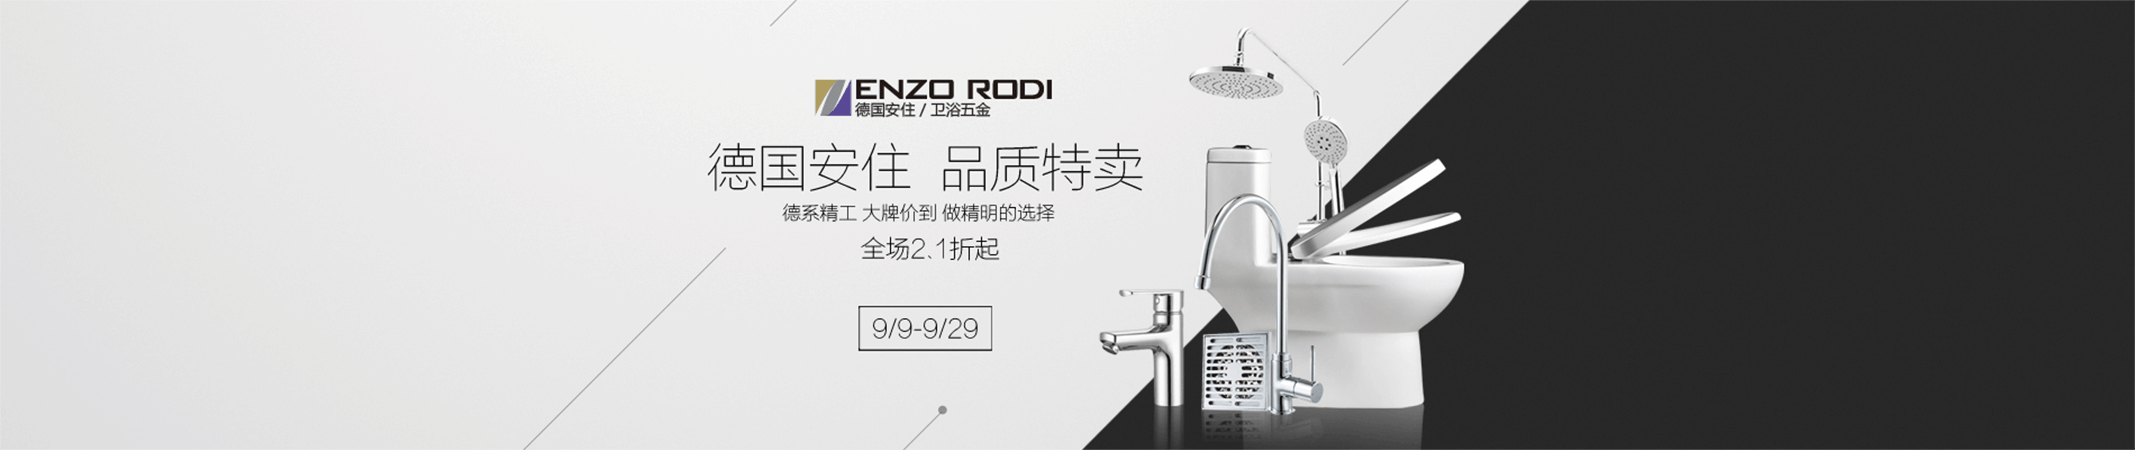 ENZO RODI
德国安住 / 卫浴五金
德国安住 品质特卖
德系精工 大牌价到 做精明的选择
全场2.1折起
9/9-9/29